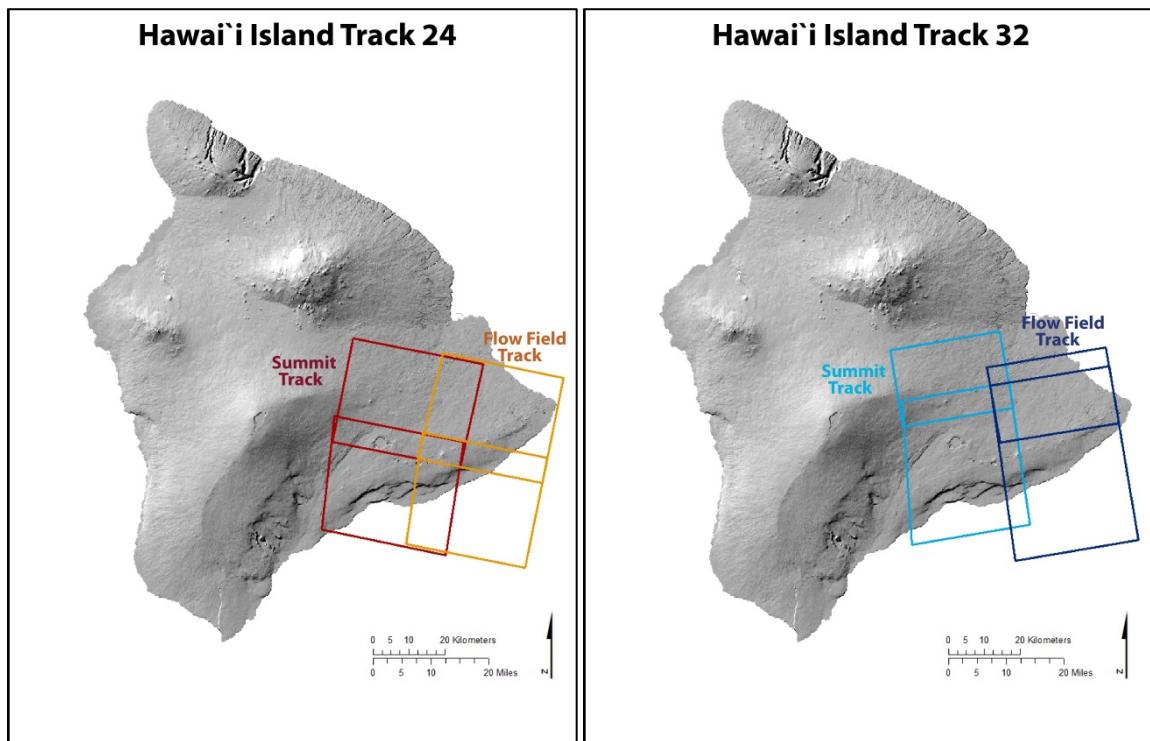 Hawai`i Island Track 24
Summit
Track
Flow Field
Track
0 5 10 20 Kilometers
0 5 10 20 Miles
N
Hawai`i Island Track 32
Summit
Track
Flow Field
Track
0 5 10 20 Kilometers
0 5 10 20 Miles
N